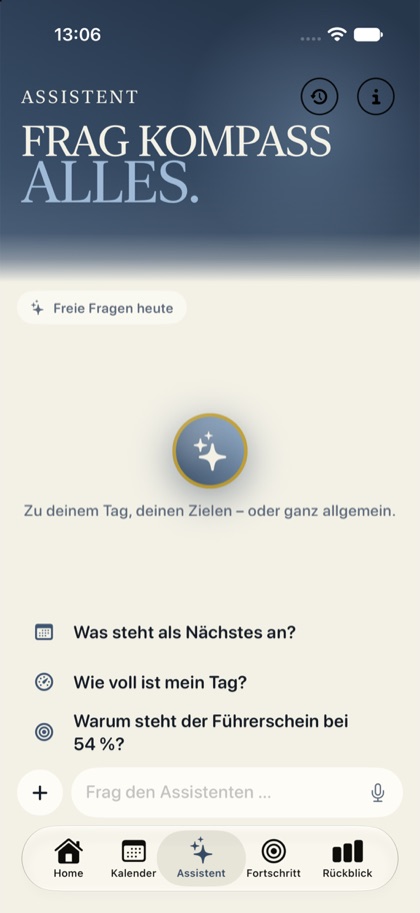 13:06
ASSISTENT
FRAG KOMPASS
ALLES.
Freie Fragen heute
Zu deinem Tag, deinen Zielen – oder ganz allgemein.
Was steht als Nächstes an?
Wie voll ist mein Tag?
Warum steht der Führerschein bei
54 %?
Frag den Assistenten ...
Home Kalender Assistent Fortschritt Rückblick